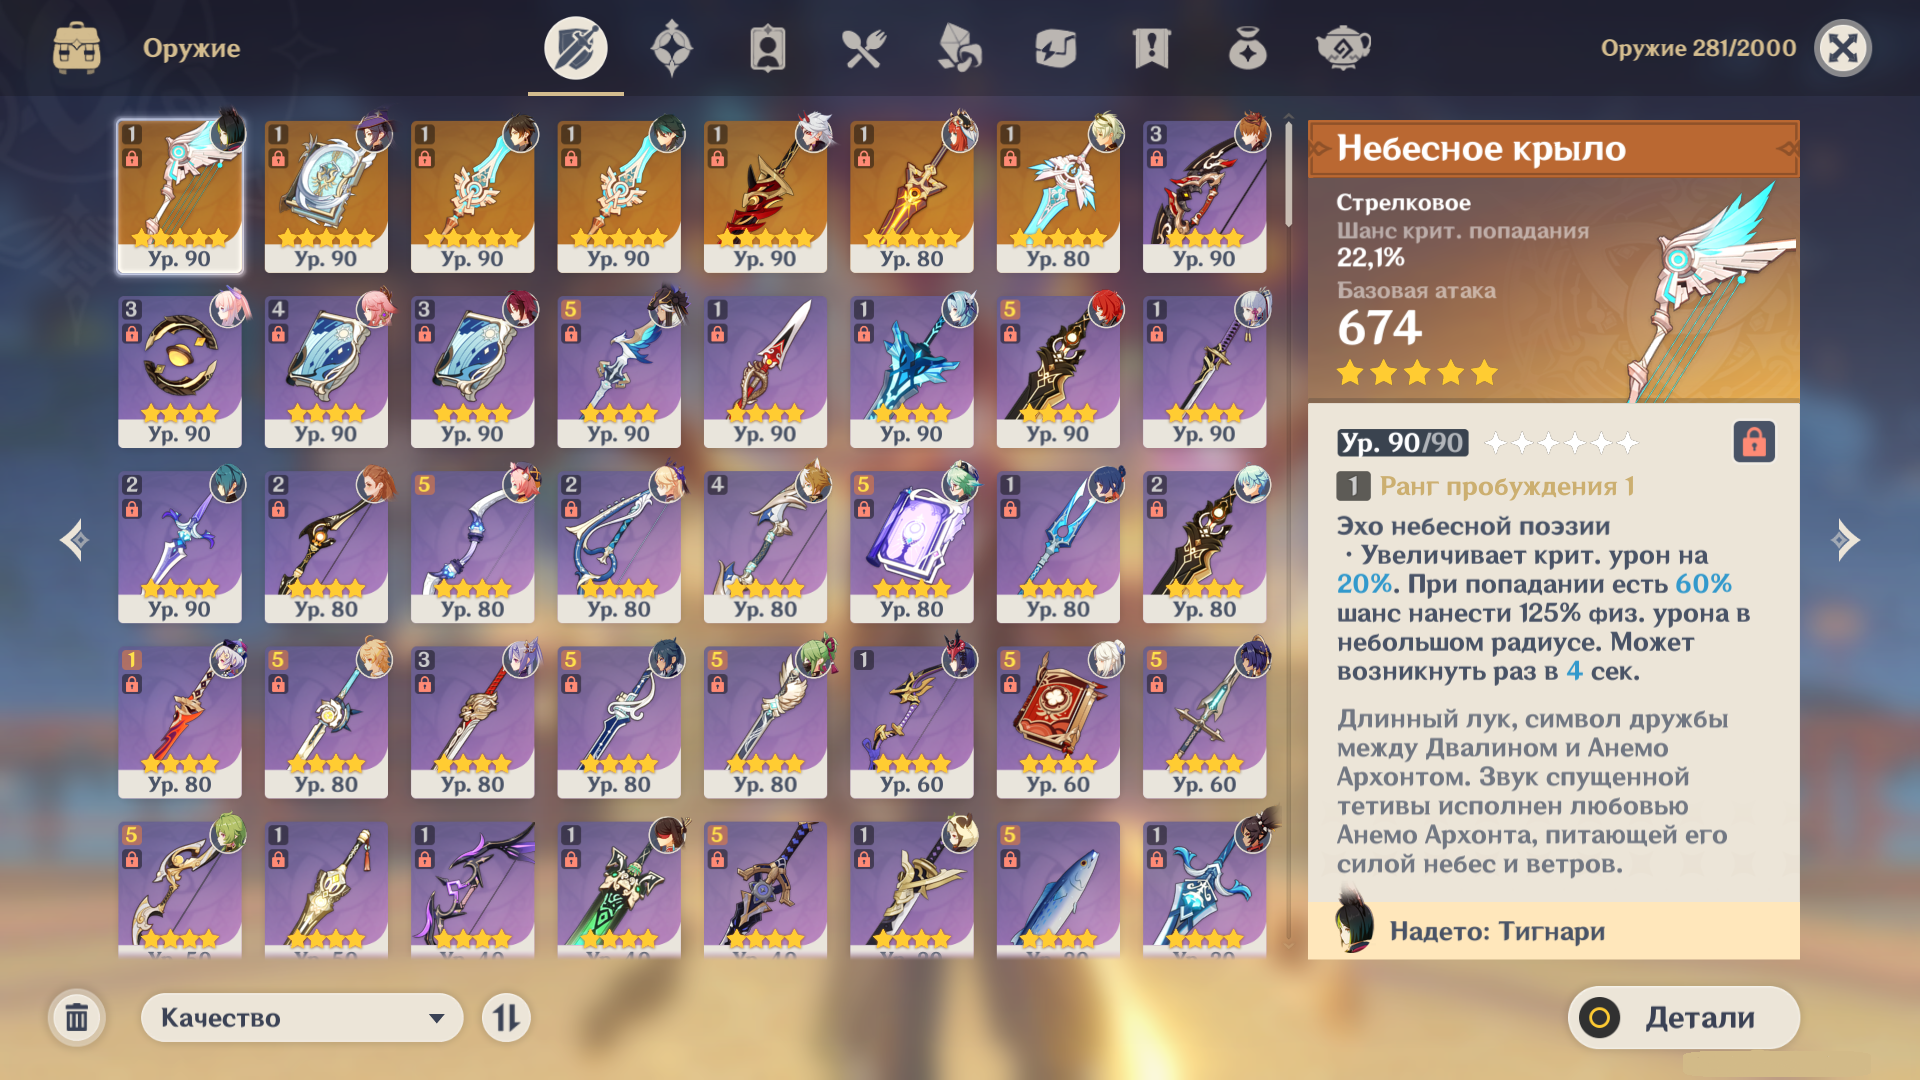 Оружие
Оружие 281/2000
1 1 1 1 1 1 1 3
Ур. 90 Ур. 90 Ур. 90 Ур. 90 Ур. 90 Ур. 80 Ур. 80 Ур. 90
3 4 3 5 1 1 5 1
Ур. 90 Ур. 90 Ур. 90 Ур. 90 Ур. 90 Ур. 90 Ур. 90 Ур. 90
2 2 5 2 4 5 1 2
Ур. 90 Ур. 80 Ур. 80 Ур. 80 Ур. 80 Ур. 80 Ур. 80 Ур. 80
1 5 3 5 5 1 5 5
Ур. 80 Ур. 80 Ур. 80 Ур. 80 Ур. 80 Ур. 60 Ур. 60 Ур. 60
5 1 1 1 5 1 5 1
Небесное крыло
Стрелковое
Шанс крит. попадания
22,1%
Базовая атака
674
Ур. 90/90
1 Ранг пробуждения 1
Эхо небесной поэзии
· Увеличивает крит. урон на
20%. При попадании есть 60%
шанс нанести 125% физ. урона в
небольшом радиусе. Может
возникнуть раз в 4 сек.
Длинный лук, символ дружбы
между Двалином и Анемо
Архонтом. Звук спущенной
тетивы исполнен любовью
Анемо Архонта, питающей его
силой небес и ветров.
Надето: Тигнари
Качество
Детали